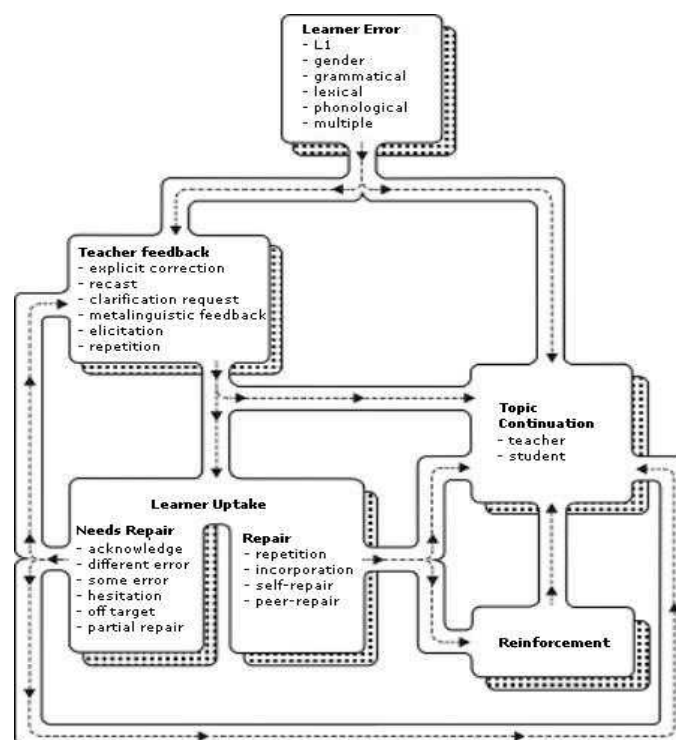 Learner Error
- L1
- gender
- grammatical
- lexical
- phonological
- multiple
Teacher feedback
- explicit correction
- recast
- clarification request
- metalinguistic feedback
- elicitation
- repetition
Topic
Continuation
- teacher
- student
Learner Uptake
Needs Repair
- acknowledge
- different error
- some error
- hesitation
- off target
- partial repair
Repair
- repetition
- incorporation
- self-repair
- peer-repair
Reinforcement